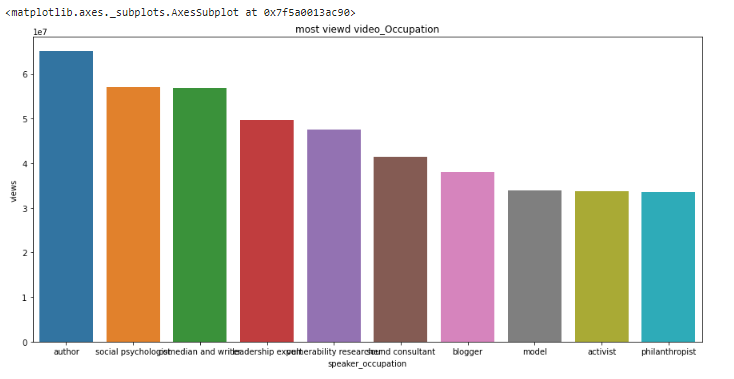 <matplotlib.axes._subplots.AxesSubplot at 0x7f5a0013ac90>
most viewd video_Occupation
1e7
6
5
4
3
2
1
0
views
author social psychologist comedian and writer leadership expert vulnerability researcher sound consultant blogger model activist philanthropist
speaker_occupation